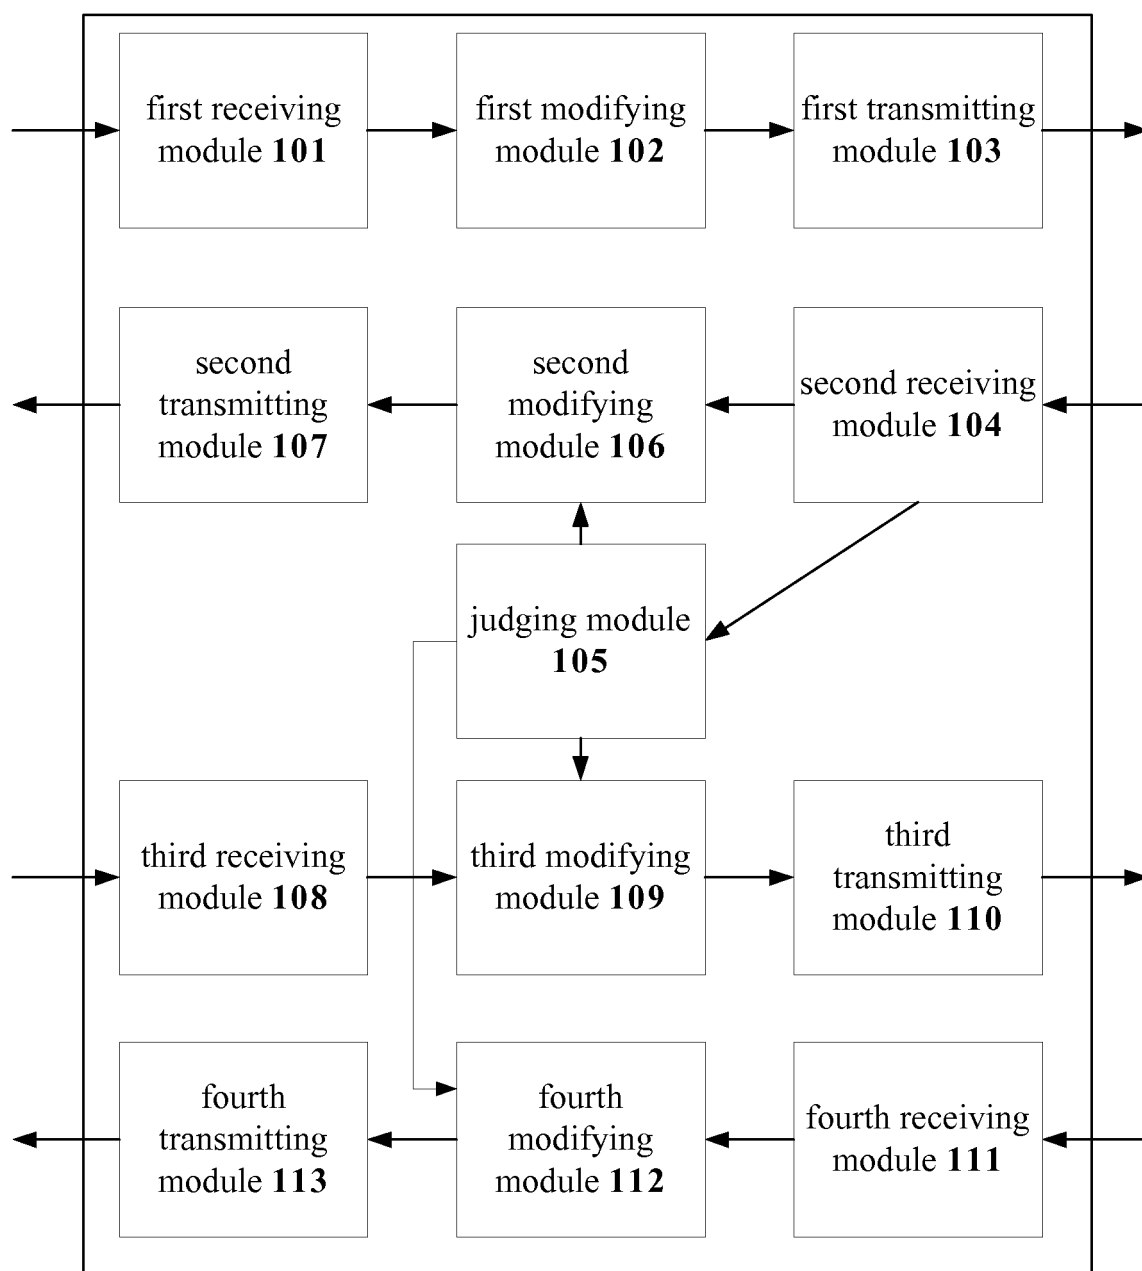 first receiving
module 101
first modifying
module 102
first transmitting
module 103
second
transmitting
module 107
second
modifying
module 106
second receiving
module 104
judging module
105
third receiving
module 108
third modifying
module 109
third
transmitting
module 110
fourth
transmitting
module 113
fourth
modifying
module 112
fourth receiving
module 111